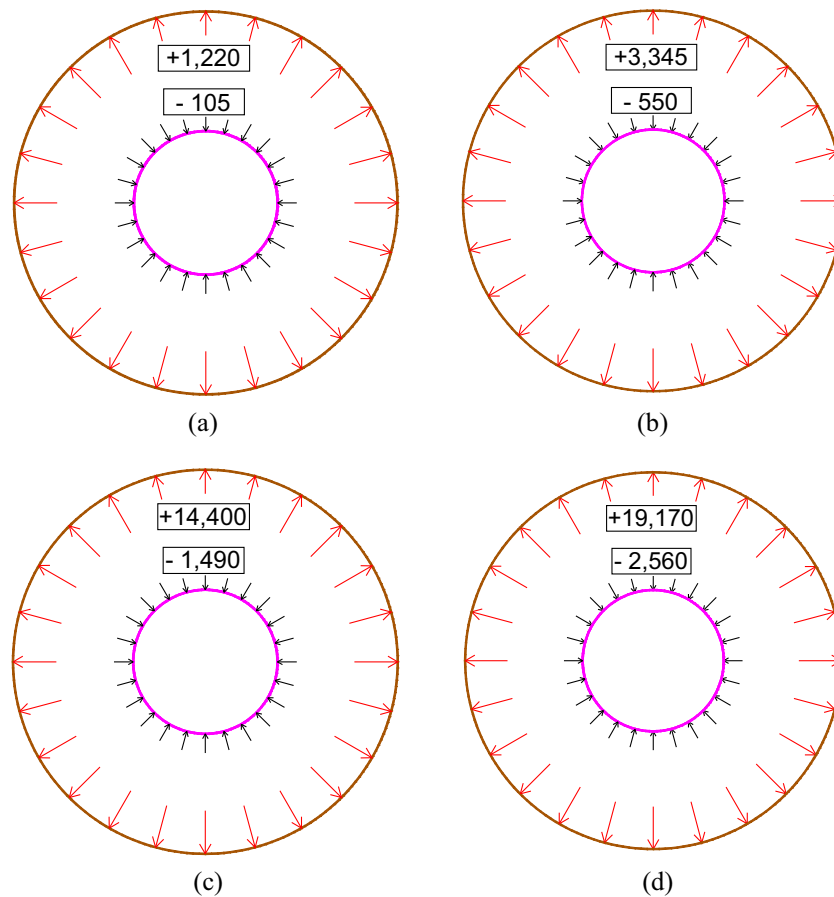 +1,220
- 105
(a)
+3,345
- 550
(b)
+14,400
- 1,490
(c)
+19,170
- 2,560
(d)